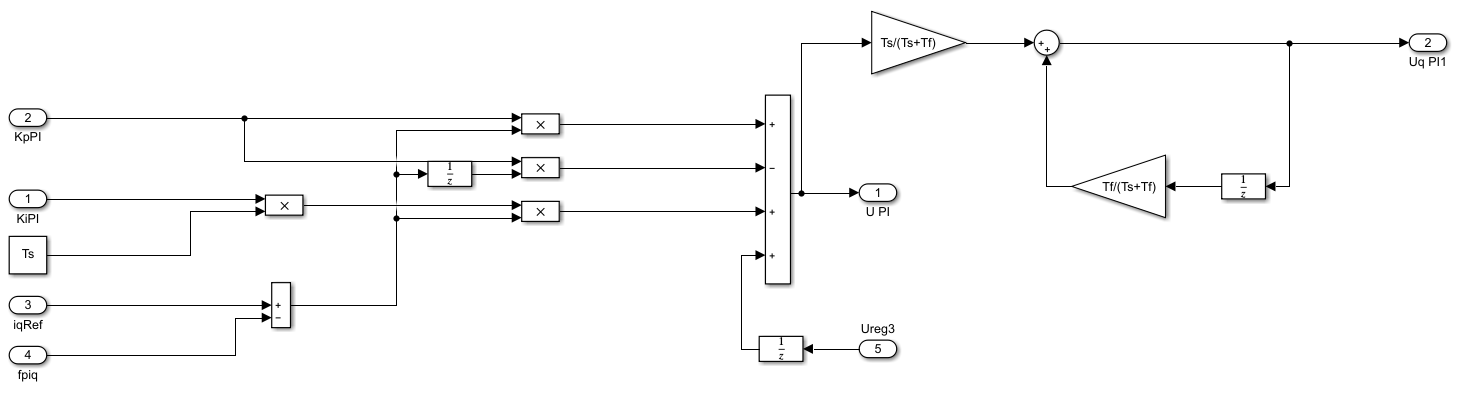 Ts/(Ts+Tf)
+
+
2
Uq PI1
2
KpPI
×
+
1
z
×
−
Tf/(Ts+Tf)
1
z
1
KiPI
×
×
+
1
U PI
Ts
+
3
iqRef
+
−
Ureg3
5
1
z
4
fpiq